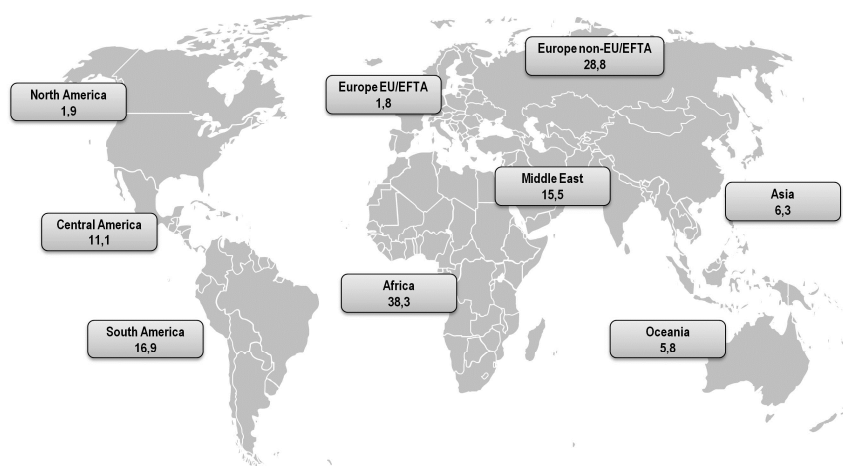 Europe non-EU/EFTA
28,8
Europe EU/EFTA
1,8
North America
1,9
Middle East
15,5
Asia
6,3
Central America
11,1
Africa
38,3
South America
16,9
Oceania
5,8